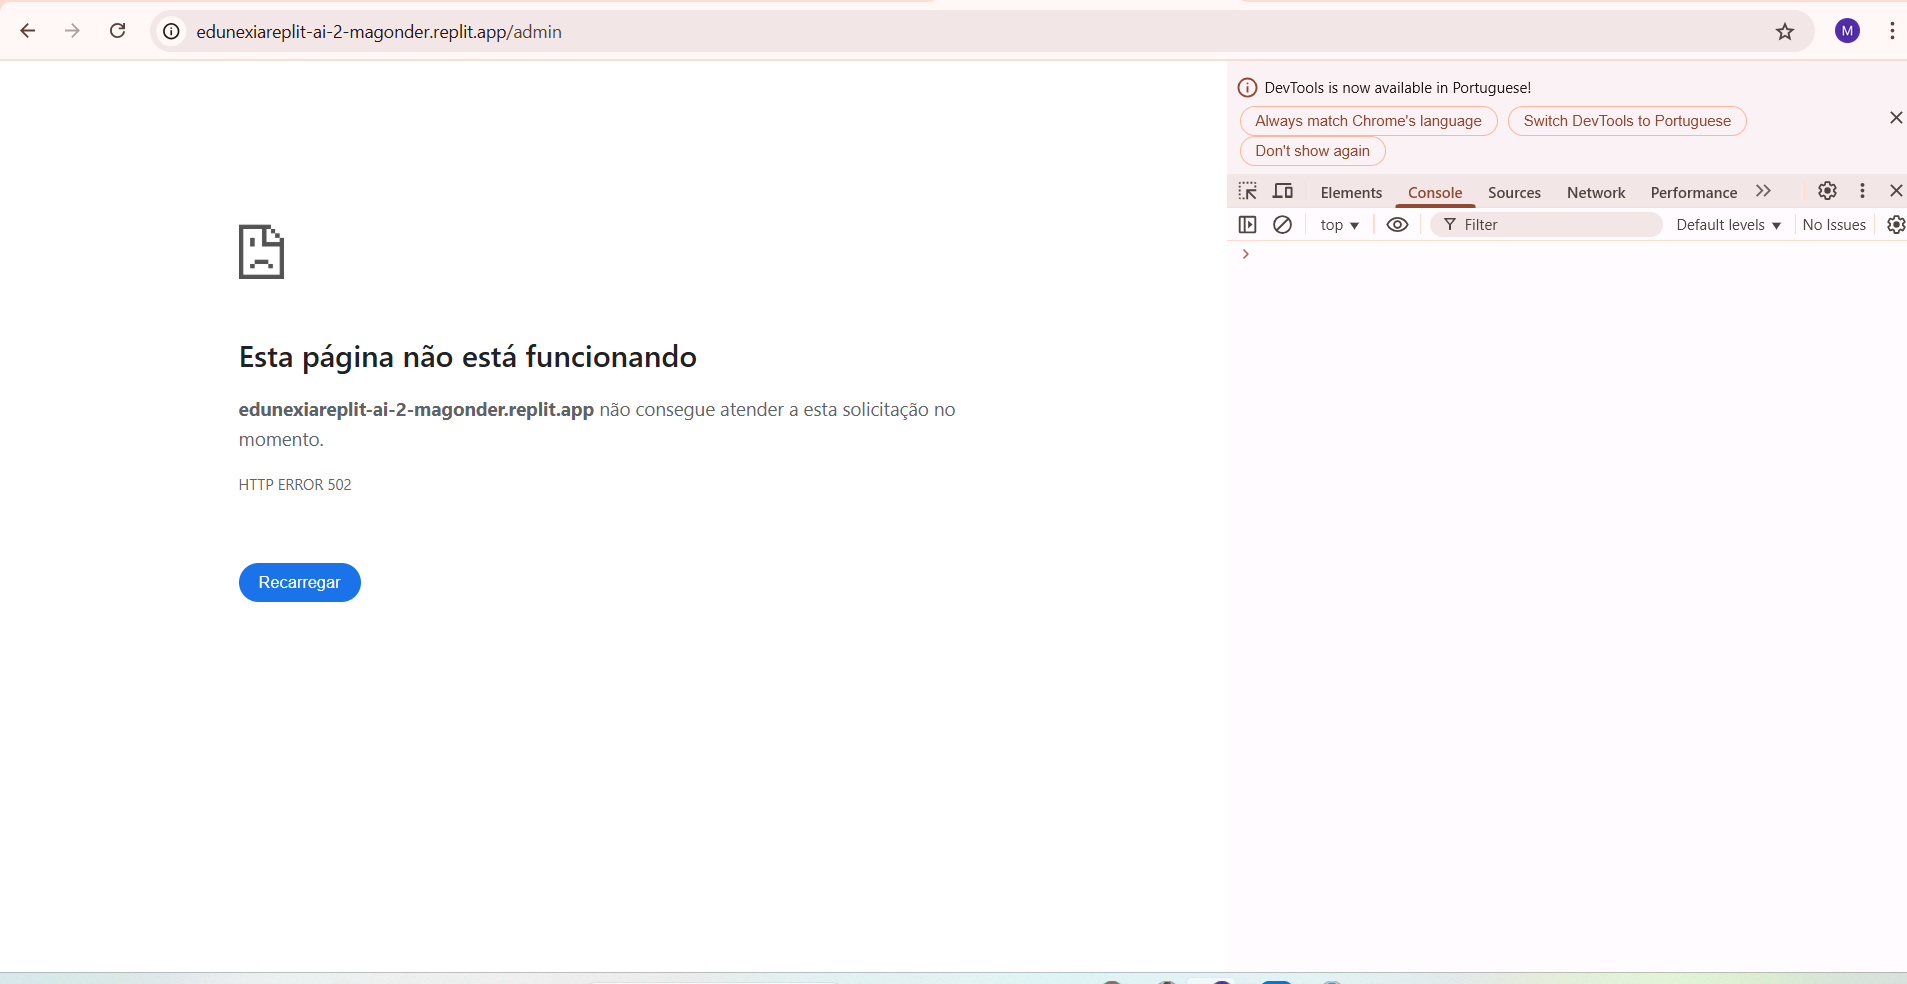 edunexiareplit-ai-2-magonder.replit.app/admin
M
DevTools is now available in Portuguese!
Always match Chrome's language
Switch DevTools to Portuguese
Don't show again
Elements
Console
Sources
Network
Performance
top
Filter
Default levels
No Issues
Esta página não está funcionando
edunexiareplit-ai-2-magonder.replit.app não consegue atender a esta solicitação no
momento.
HTTP ERROR 502
Recarregar